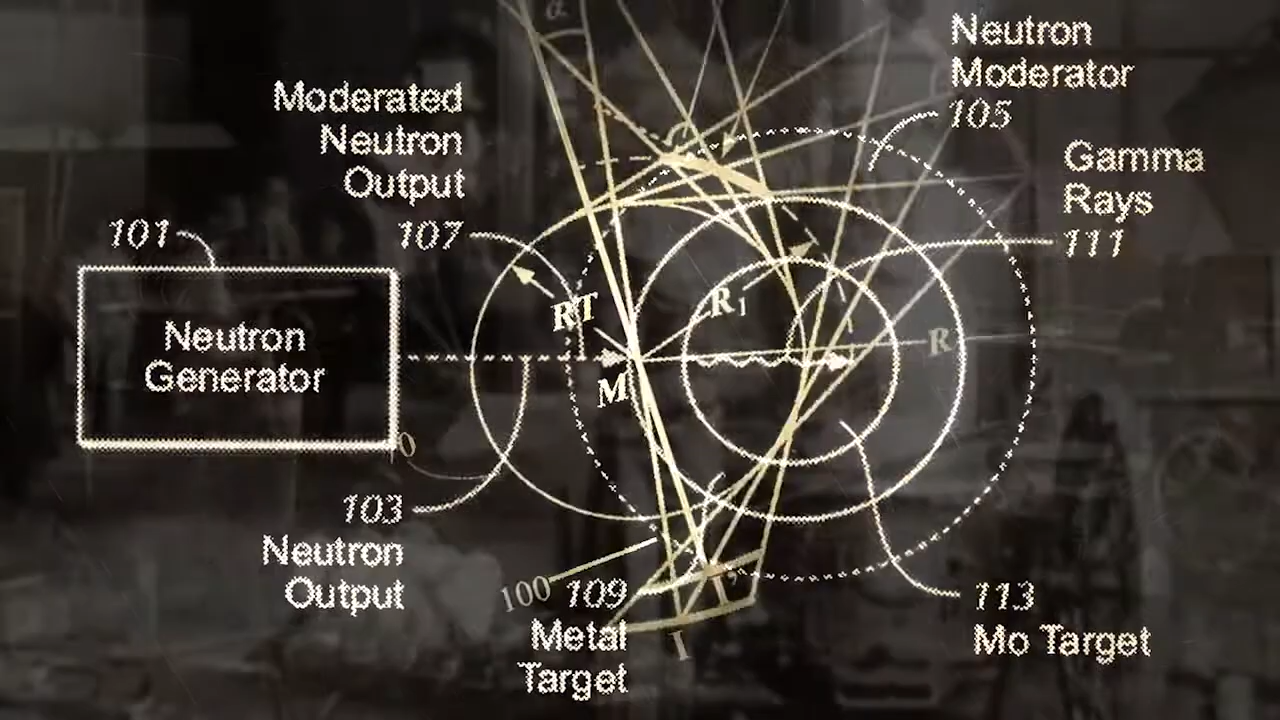 α
Neutron
Moderator
105
Moderated
Neutron
Output
107
Gamma
Rays
111
101
Neutron
Generator
RT
R₁
R
M
0
103
Neutron
Output
100
109
Metal
Target
I'
I
113
Mo Target